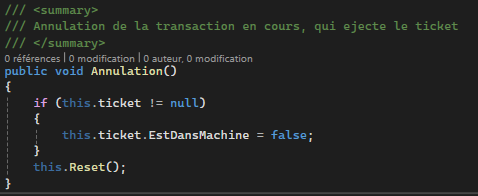 /// <summary>
/// Annulation de la transaction en cours, qui ejecte le ticket
/// </summary>
0 références | 0 modification | 0 auteur, 0 modification
public void Annulation()
{
if (this.ticket != null)
{
this.ticket.EstDansMachine = false;
}
this.Reset();
}